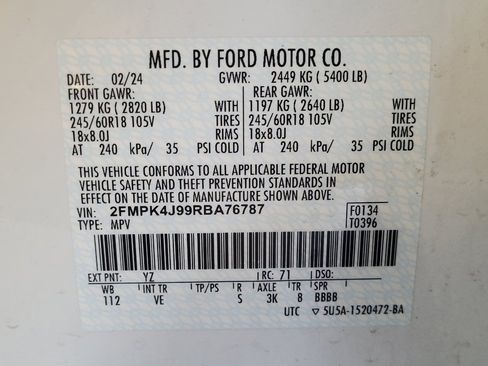 MFD. BY FORD MOTOR CO.
DATE: 02/24 GVWR: 2449 KG (5400 LB)
FRONT GAWR: REAR GAWR:
1279 KG (2820 LB) WITH 1197 KG (2640 LB) WITH
245/60R18 105V TIRES 245/60R18 105V TIRES
18x8.0J RIMS 18x8.0J RIMS
AT 240 kPa/ 35 PSI COLD AT 240 kPa/ 35 PSI COLD
THIS VEHICLE CONFORMS TO ALL APPLICABLE FEDERAL MOTOR
VEHICLE SAFETY AND THEFT PREVENTION STANDARDS IN
EFFECT ON THE DATE OF MANUFACTURE SHOWN ABOVE.
VIN: 2FMPK4J99RBA76787 F0134
TYPE: MPV T0396
EXT PNT: YZ RC: 71 DSO:
WB INT TR TP/PS R AXLE TR SPR
112 VE S 3K 8 BBBB
UTC ▽ 5U5A-1520472-BA